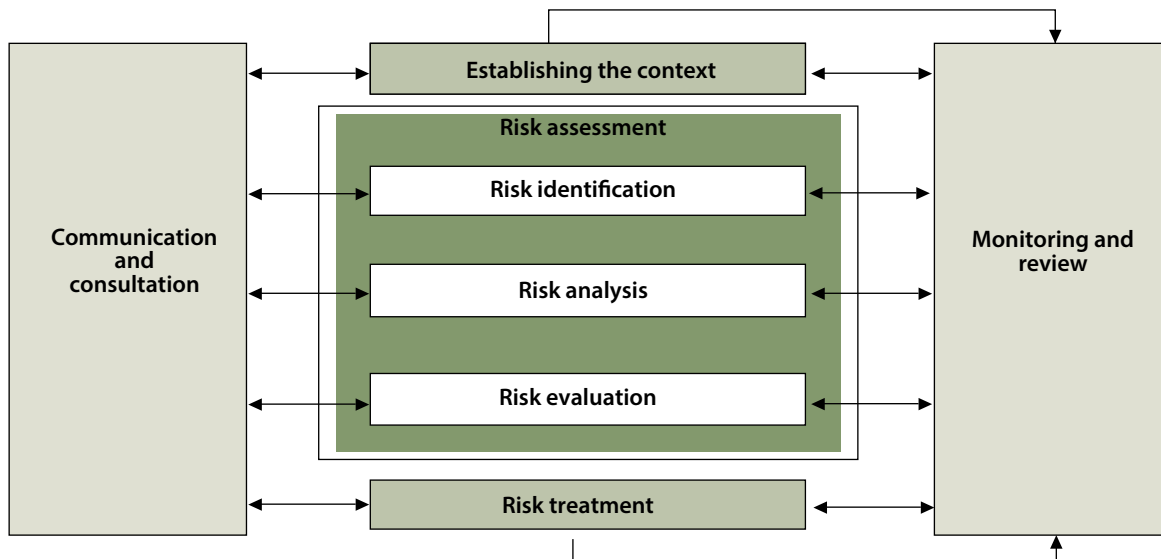 Establishing the context
Risk assessment
Risk identification
Communication
and
consultation
Monitoring and
review
Risk analysis
Risk evaluation
Risk treatment